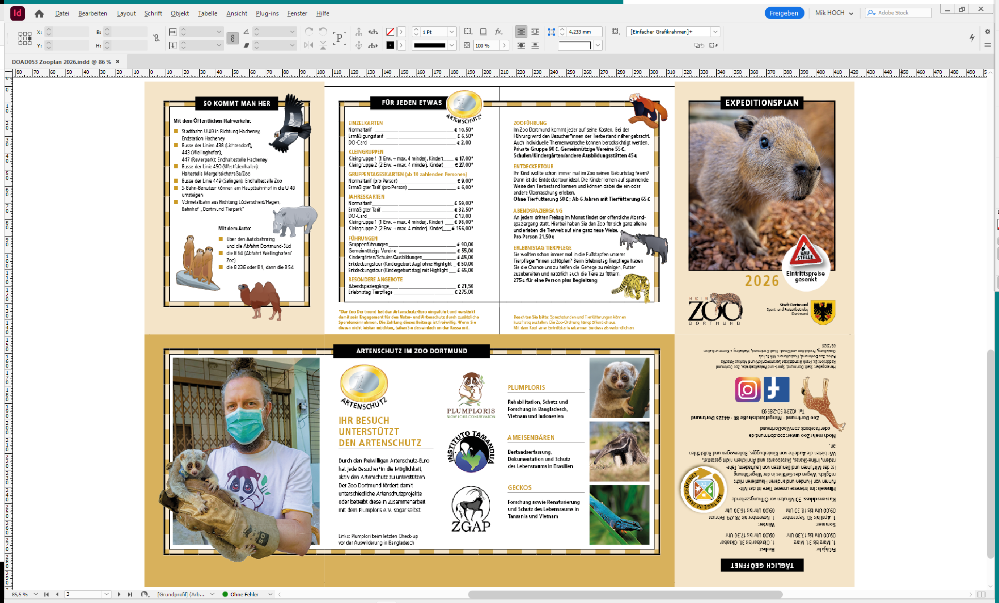 Datei Bearbeiten Layout Schrift Objekt Tabelle Ansicht Plug-ins Fenster Hilfe
Freigeben
Mik HOCH
Adobe Stock
X:
B:
1 Pt
4,233 mm
[Einfacher Grafikrahmen]+
Y:
H:
100 %
DOAD053 Zooplan 2026.indd @ 86 %
SO KOMMT MAN HER
Mit dem Öffentlichen Nahverkehr:
Stadtbahn U 49 in Richtung Hacheney,
Endstation Hacheney
Busse der Linien 438 (Lichtendorf),
443 (Wellinghofen),
447 (Revierpark): Endhaltestelle Hacheney
Busse der Linie 450 (Westfalenhallen):
Haltestelle Mergelteichstraße/Zoo
Busse der Linie 449 (Salingen): Endhaltestelle Zoo
S-Bahn-Benutzer können am Hauptbahnhof in die U 49
umsteigen
Volmetalbahn aus Richtung Lüdenscheid/Hagen,
Bahnhof „Dortmund Tierpark"
Mit dem Auto:
über den Autobahnring
und die Abfahrt Dortmund-Süd
die B 54 (Abfahrt Wellinghofen/
Zoo)
die B 236 oder B1, dann die B 54
FÜR JEDEN ETWAS
1
ARTENSCHUTZ*
EINZELKARTEN
Normaltarif € 10,50*
Ermäßigungstarif € 6,50*
DO-Card € 2,00
KLEINGRUPPEN
Kleingruppe 1 (1 Erw. + max. 4 minderj. Kinder) € 17,00*
Kleingruppe 2 (2 Erw. + max. 4 minderj. Kinder) € 27,00*
GRUPPENTAGESKARTEN (ab 10 zahlenden Personen)
Normaltarif (pro Person) € 9,00*
Ermäßigter Tarif (pro Person) € 6,00*
JAHRESKARTEN
Normaltarif € 59,00*
Ermäßigter Tarif € 32,50*
DO-Card € 13,00
Kleingruppe 1 (1 Erw. + max. 4 minderj. Kinder) € 98,00*
Kleingruppe 2 (2 Erw. + max. 4 minderj. Kinder) € 156,00*
FÜHRUNGEN
Gruppenführungen € 90,00
Gemeinnützige Vereine € 55,00
Kindergärten/Schulen/Ausbildungen € 45,00
Entdeckungstour (Kindergeburtstag) ohne Highlight € 50,00
Entdeckungstour (Kindergeburtstag) mit Highlight € 65,00
BESONDERE ANGEBOTE
Abendspaziergänge € 21,50
Erlebnistag Tierpflege € 275,00
*Der Zoo Dortmund hat den Artenschutz-Euro eingeführt und verstärkt
damit sein Engagement für den Natur- und Artenschutz durch zusätzliche
Spendeneinnahmen. Die Zahlung dieses Beitrags ist freiwillig. Wenn Sie
diesen nicht leisten möchten, teilen Sie das einfach an der Kasse mit.
ZOOFÜHRUNG
Im Zoo Dortmund kommt jeder auf seine Kosten. Bei der
Führung wird den Besucher*innen der Tierbestand näher gebracht.
Auch individuelle Themenwünsche können berücksichtigt werden.
Private Gruppe 90 €, Gemeinnützige Vereine 55 €,
Schulen/Kindergärten/andere Ausbildungsstätten 45 €
ENTDECKERTOUR
Ihr Kind wollte schon immer mal im Zoo seinen Geburtstag feiern?
Dann ist die Entdeckertour ideal. Die Kinder lernen auf spannende
Weise den Tierbestand kennen und können dabei die ein oder
andere Überraschung erleben.
Ohne Tierfütterung 50 € ; Ab 6 Jahren mit Tierfütterung 65 €
ABENDSPAZIERGANG
An jedem dritten Freitag im Monat findet der öffentliche Abend-
spaziergang statt. Hierbei haben Sie den Zoo für sich ganz alleine
und erleben die Tierwelt auf eine ganz neue Weise.
Pro Person 21,50 €
ERLEBNISTAG TIERPFLEGE
Sie wollten schon immer mal in die Fußstapfen unserer
Tierpfleger*innen schlüpfen? Beim Erlebnistag Tierpflege haben
Sie die Chance uns zu helfen die Gehege zu reinigen, Futter
zuzubereiten und natürlich auch die Tiere zu füttern.
275 € für eine Person plus Begleitung
Beachten Sie bitte: Sprechstunden und Tierfütterungen können
kurzfristig ausfallen. Die Zoo-Ordnung hängt öffentlich aus.
Mit dem Kauf einer Eintrittskarte erkennen Sie diese als verbindlich an.
EXPEDITIONSPLAN
BAU
STELLE
Eintrittspreise
gesenkt
2026
MEIN
ZOO
DORTMUND
Stadt Dortmund
Sport- und Freizeitbetriebe
Dortmund
ARTENSCHUTZ IM ZOO DORTMUND
1
ARTENSCHUTZ
IHR BESUCH
UNTERSTÜTZT
DEN ARTENSCHUTZ
Durch den Freiwilligen Artenschutz-Euro
hat jede Besucher*in die Möglichkeit,
aktiv den Artenschutz zu unterstützen.
Der Zoo Dortmund fördert damit
unterschiedliche Artenschutzprojekte
oder betreibt diese in Zusammenarbeit
mit dem Plumploris e.V. sogar selbst.
Links: Plumplori beim letzten Check-up
vor der Auswilderung in Bangladesch
PLUMPLORIS
SLOW LORIS CONSERVATION
INSTITUTO TAMANDUÁ
ZGAP
PLUMPLORIS
Rehabilitation, Schutz und
Forschung in Bangladesch,
Vietnam und Indonesien
AMEISENBÄREN
Bestandserfassung,
Dokumentation und Schutz
des Lebensraums in Brasilien
GECKOS
Forschung sowie Renaturierung
und Schutz des Lebensraums in
Tansania und Vietnam
TÄGLICH GEÖFFNET
Frühjahr:
1. März bis 31. März
09.00 Uhr bis 17.30 Uhr
Herbst:
1. Oktober bis 31. Oktober
09.00 Uhr bis 17.30 Uhr
Sommer:
1. April bis 30. September
09.00 Uhr bis 18.30 Uhr
Winter:
1. November bis 28./29. Februar
09.00 Uhr bis 16.30 Uhr
Kassenschluss: 30 Minuten vor Öffnungszeitende
Hinweis: Im Interesse unserer Tiere ist das Mit-
führen von Hunden und anderen Haustieren nicht
möglich. Wegen des Gefälles in der Wegeführung
ist das Mitführen und Benutzen von Laufrädern, Fahr-
rädern, Inline-Skates, Skateboards und Ähnlichem nicht gestattet.
Wir bieten die Ausleihe von Kinderbuggys, Bollerwagen und Rollstühlen
an.
365 TAGE IM JAHR GEÖFFNET
Noch mehr Zoo unter: zoo.dortmund.de
oder facebook.com/ZooDortmund
Zoo Dortmund · Mergelteichstraße 80 · 44225 Dortmund
Tel. (0231) 50-285 93
Herausgeber: Stadt Dortmund, Sport- und Freizeitbetriebe, Zoo Dortmund
Redaktion: Dr. Frank Brandstätter (verantwortlich) und Markus Patschka
Fotos: Zoo Dortmund, Illustrationen: Mik Schulz
Gestaltung, Produktion und Druck: Stadt Dortmund, Marketing + Kommunikation
02/2026
85,5 %
3
[Grundprofil] (Arb...
Ohne Fehler